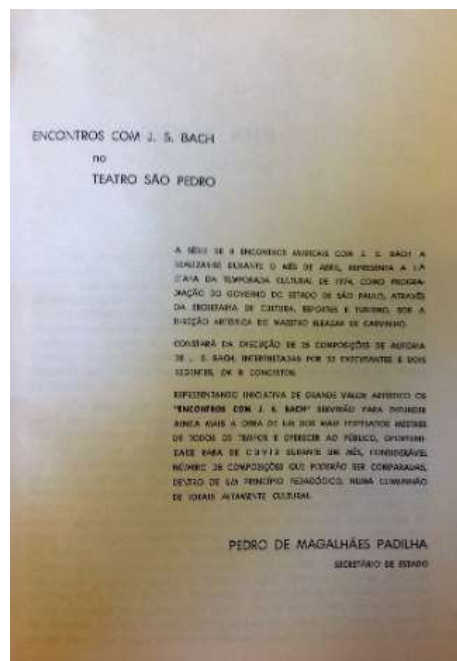 ENCONTROS COM J. S. BACH
no
TEATRO SÃO PEDRO
A SÉRIE DE 8 ENCONTROS MUSICAIS COM J. S. BACH A
REALIZAR-SE DURANTE O MÊS DE ABRIL, REPRESENTA A 1.ª
ETAPA DA TEMPORADA CULTURAL DE 1974, COMO PROGRA-
MAÇÃO DO GOVERNO DO ESTADO DE SÃO PAULO, ATRAVÉS
DA SECRETARIA DE CULTURA, ESPORTES E TURISMO, SOB A
DIREÇÃO ARTÍSTICA DO MAESTRO ELEAZAR DE CARVALHO.
CONSTARÁ DA EXECUÇÃO DE 26 COMPOSIÇÕES DE AUTORIA
DE J. S. BACH, INTERPRETADAS POR 32 EXECUTANTES E DOIS
REGENTES, EM 8 CONCERTOS.
REPRESENTANDO INICIATIVA DE GRANDE VALOR ARTÍSTICO OS
"ENCONTROS COM J. S. BACH" SERVIRÃO PARA DIFUNDIR
AINDA MAIS A OBRA DE UM DOS MAIS FESTEJADOS MESTRES
DE TODOS OS TEMPOS E OFERECER AO PÚBLICO, OPORTUNI-
DADE RARA DE OUVIR DURANTE UM MÊS, CONSIDERÁVEL
NÚMERO DE COMPOSIÇÕES QUE PODERÃO SER COMPARADAS,
DENTRO DE UM PRINCÍPIO PEDAGÓGICO, NUMA COMUNHÃO
DE IDEAIS ALTAMENTE CULTURAL.
PEDRO DE MAGALHÃES PADILHA
SECRETÁRIO DE ESTADO